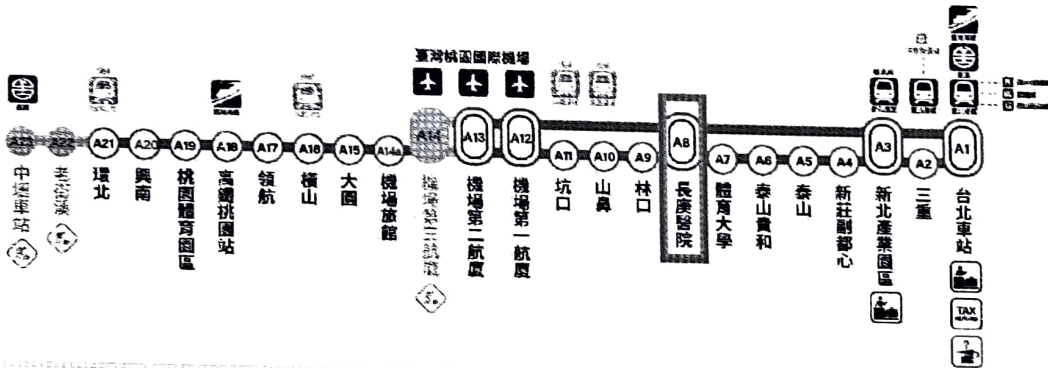 臺灣桃園國際機場
A21
環北
A20
興南
A19
桃園體育園區
A18
高鐵桃園站
A17
領航
A16
橫山
A15
大園
A14a
機場旅館
A14
A13
機場第二航廈
A12
機場第一航廈
A11
坑口
A10
山鼻
A9
林口
A8
長庚醫院
A7
體育大學
A6
泰山貴和
A5
泰山
A4
新莊副都心
A3
新北產業園區
A2
三重
A1
台北車站
TAX